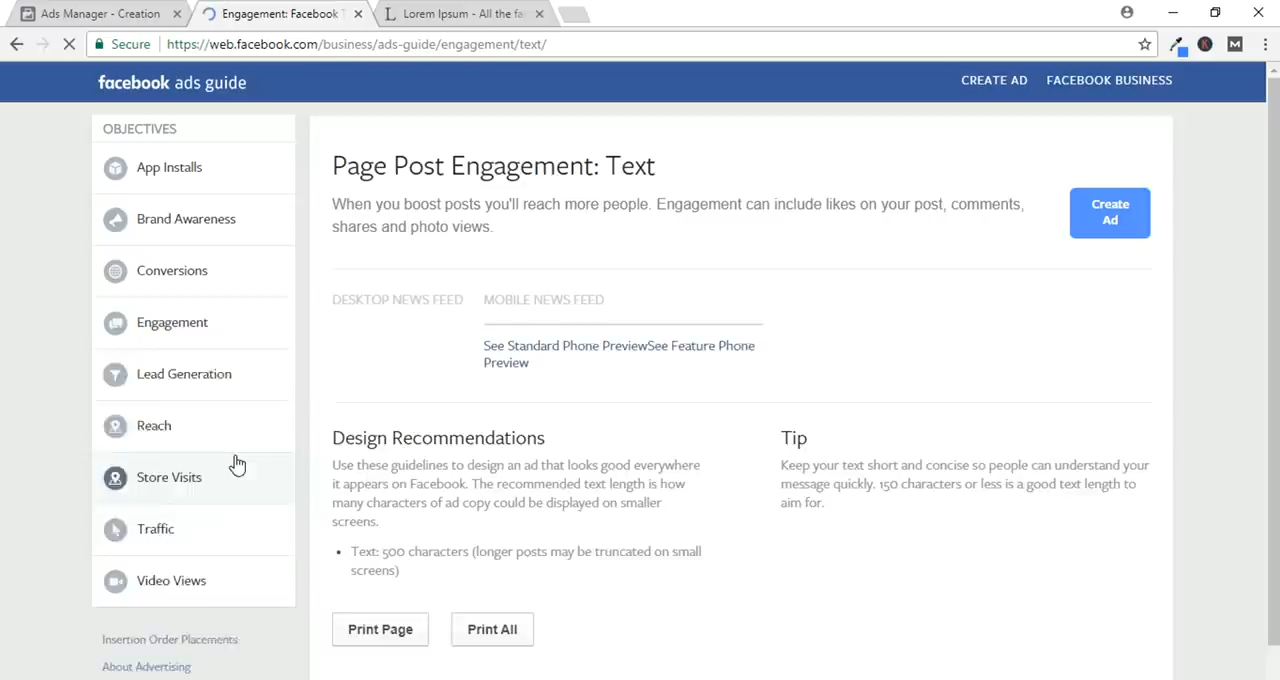 Ads Manager - Creation
Engagement: Facebook
Lorem Ipsum - All the fa
Secure
https://web.facebook.com/business/ads-guide/engagement/text/
facebook ads guide
CREATE AD
FACEBOOK BUSINESS
OBJECTIVES
App Installs
Brand Awareness
Conversions
Engagement
Lead Generation
Reach
Store Visits
Traffic
Video Views
Insertion Order Placements
About Advertising
Page Post Engagement: Text
When you boost posts you'll reach more people. Engagement can include likes on your post, comments,
shares and photo views.
Create
Ad
DESKTOP NEWS FEED
MOBILE NEWS FEED
See Standard Phone PreviewSee Feature Phone
Preview
Design Recommendations
Use these guidelines to design an ad that looks good everywhere
it appears on Facebook. The recommended text length is how
many characters of ad copy could be displayed on smaller
screens.
• Text: 500 characters (longer posts may be truncated on small
screens)
Tip
Keep your text short and concise so people can understand your
message quickly. 150 characters or less is a good text length to
aim for.
Print Page
Print All